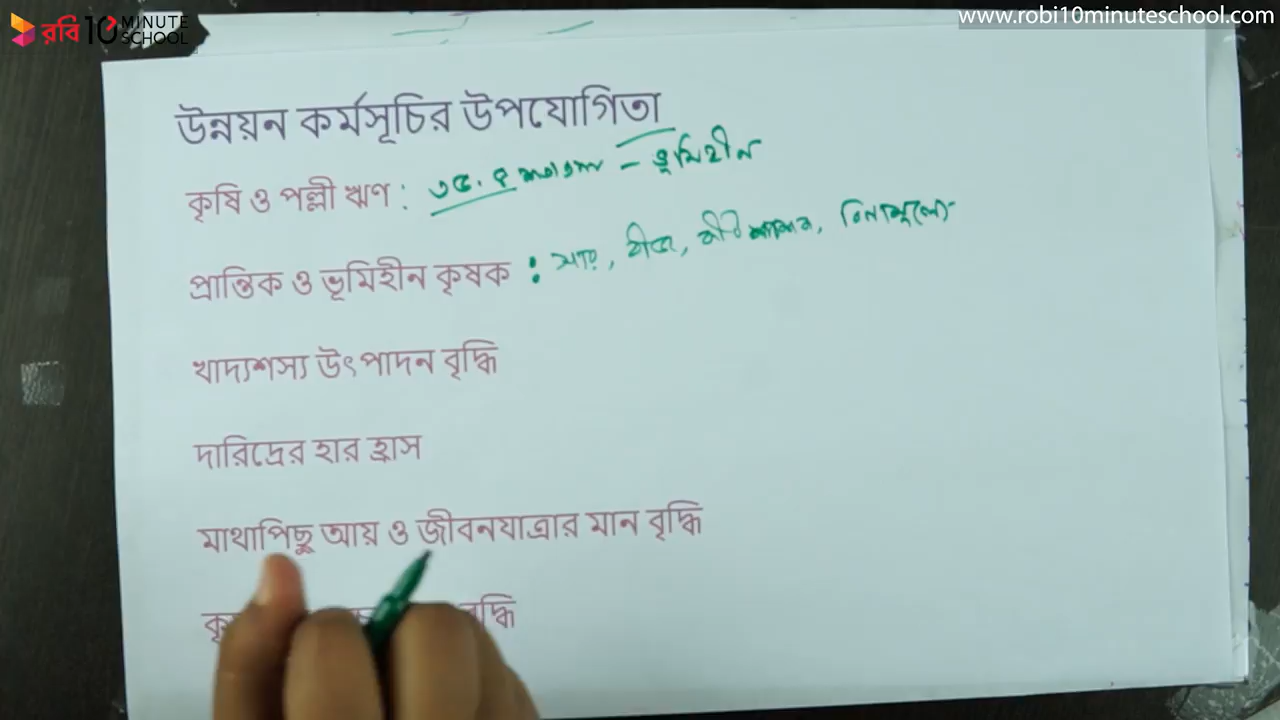 রবি 10 MINUTE SCHOOL
www.robi10minuteschool.com
উন্নয়ন কর্মসূচির উপযোগিতা
কৃষি ও পল্লী ঋণ : – ভূমিহীন
প্রান্তিক ও ভূমিহীন কৃষক : সার, বীজ, বিনামূল্যে
খাদ্যশস্য উৎপাদন বৃদ্ধি
দারিদ্রের হার হ্রাস
মাথাপিছু আয় ও জীবনযাত্রার মান বৃদ্ধি
বৃদ্ধি